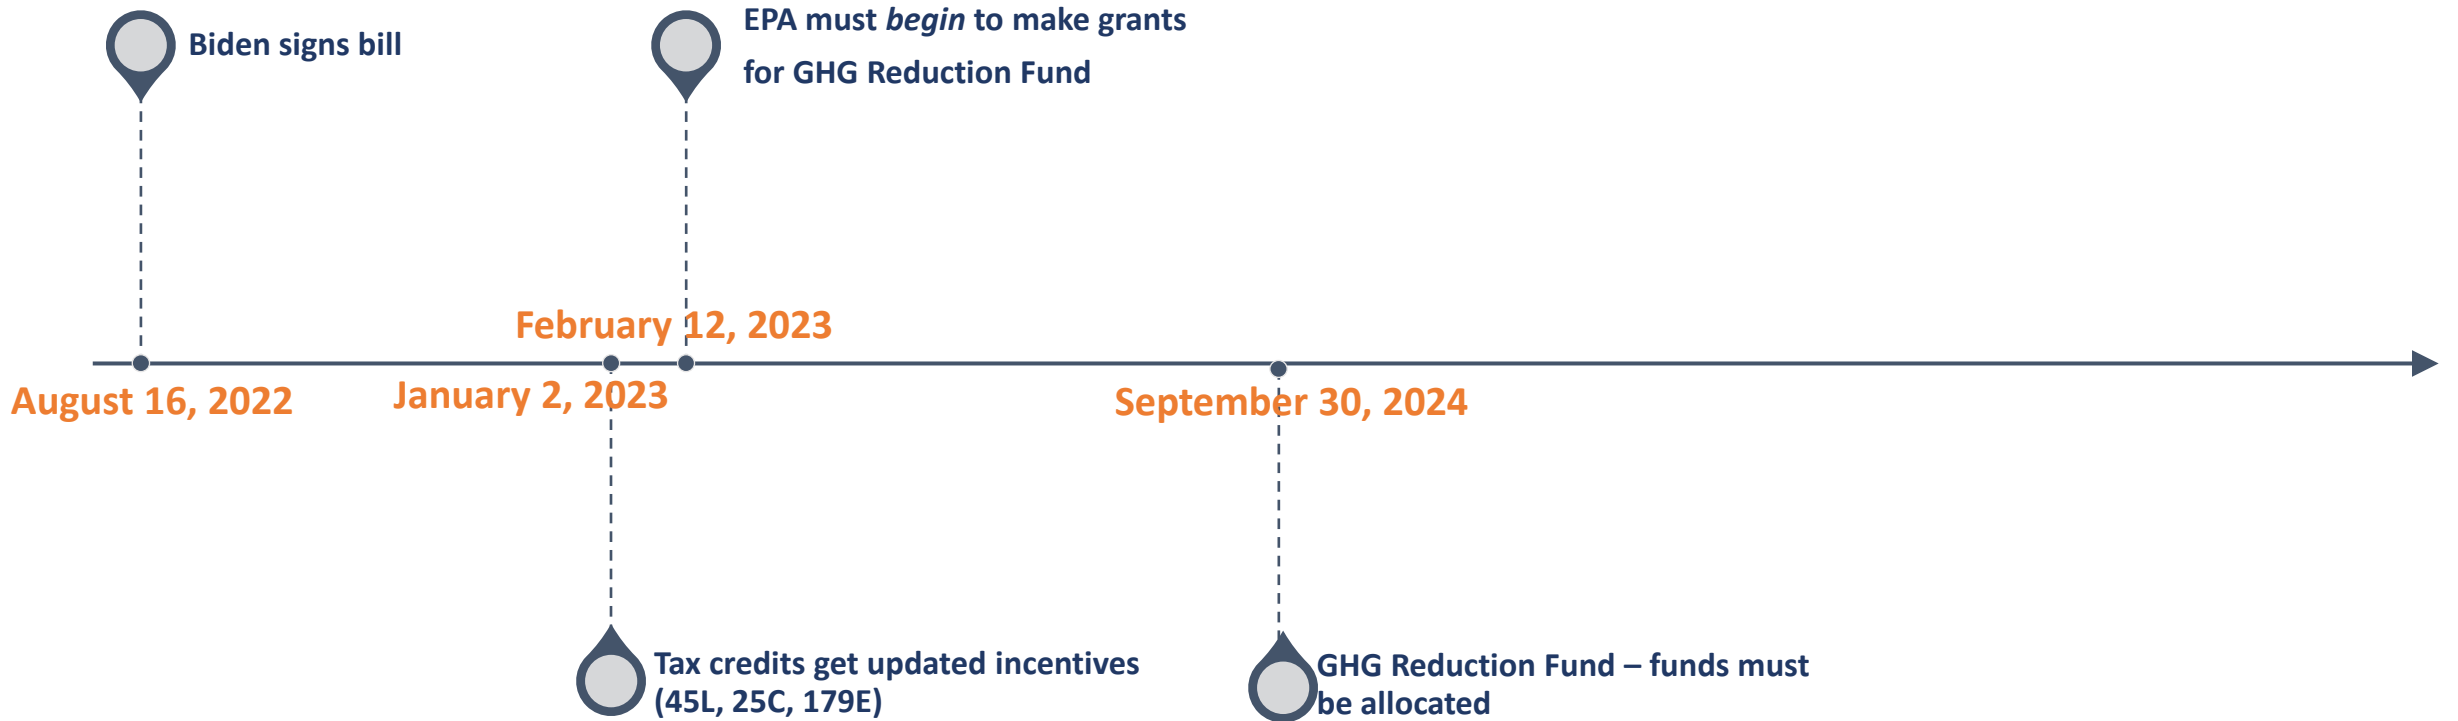 Biden signs bill
EPA must begin to make grants
for GHG Reduction Fund
February 12, 2023
August 16, 2022
January 2, 2023
September 30, 2024
Tax credits get updated incentives
(45L, 25C, 179E)
GHG Reduction Fund – funds must
be allocated